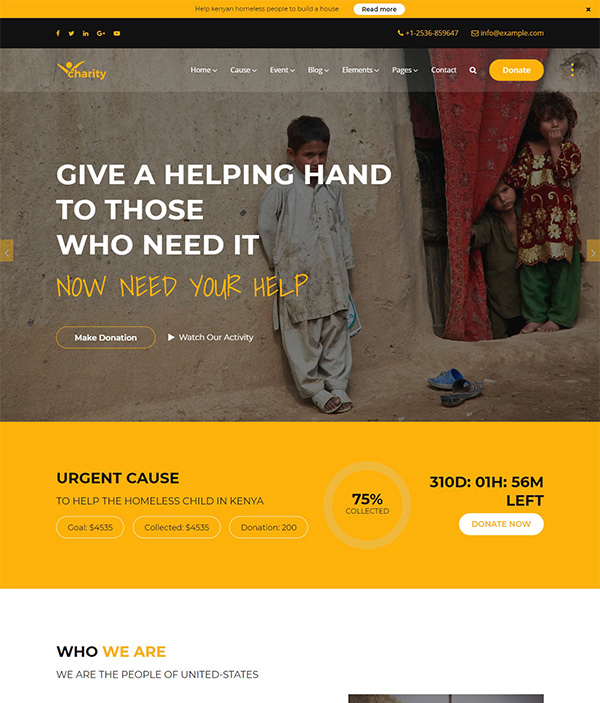 Help kenyan homeless people to build a house
Read more
+1-2536-859647
info@example.com
charity
Home Cause Event Blog Elements Pages Contact
Donate
GIVE A HELPING HAND
TO THOSE
WHO NEED IT
NOW NEED YOUR HELP
Make Donation
Watch Our Activity
URGENT CAUSE
TO HELP THE HOMELESS CHILD IN KENYA
Goal: $4535
Collected: $4535
Donation: 200
75%
COLLECTED
310D: 01H: 56M
LEFT
DONATE NOW
WHO WE ARE
WE ARE THE PEOPLE OF UNITED-STATES